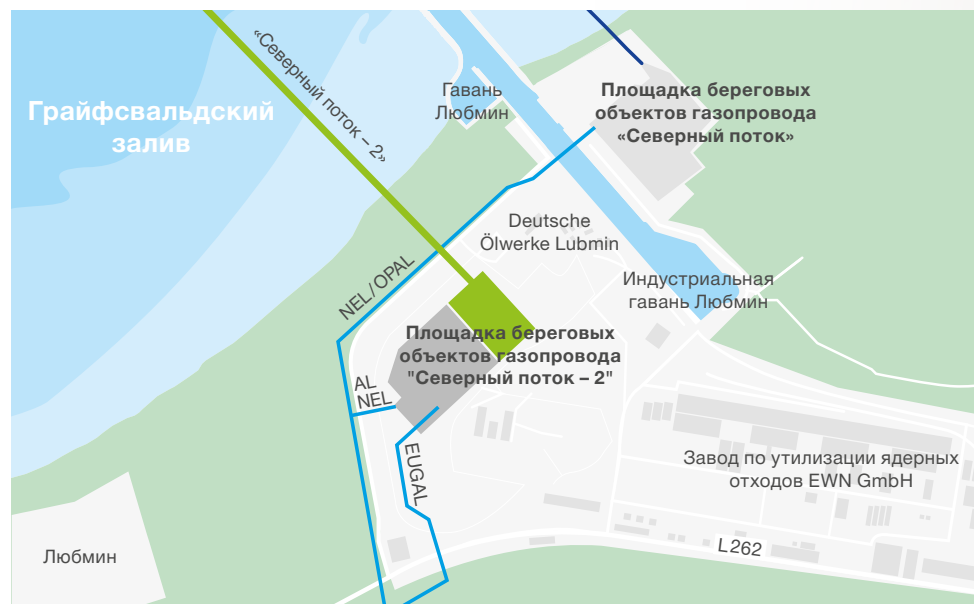 «Северный поток – 2»
Грайфсвальдский
залив
Гавань
Любмин
Площадка береговых
объектов газопровода
«Северный поток»
Deutsche
Ölwerke Lubmin
NEL / OPAL
Индустриальная
гавань Любмин
Площадка береговых
объектов газопровода
"Северный поток – 2"
AL
NEL
EUGAL
Завод по утилизации ядерных
отходов EWN GmbH
L262
Любмин